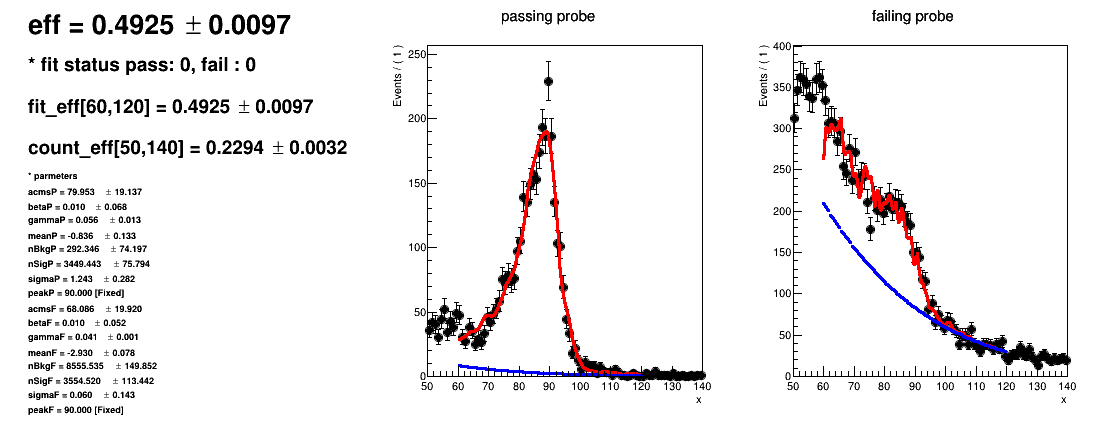 eff = 0.4925 ± 0.0097
* fit status pass: 0, fail : 0
fit_eff[60,120] = 0.4925 ± 0.0097
count_eff[50,140] = 0.2294 ± 0.0032
* parmeters
acmsP = 79.953 ± 19.137
betaP = 0.010 ± 0.068
gammaP = 0.056 ± 0.013
meanP = -0.836 ± 0.133
nBkgP = 292.346 ± 74.197
nSigP = 3449.443 ± 75.794
sigmaP = 1.243 ± 0.282
peakP = 90.000 [Fixed]
acmsF = 68.086 ± 19.920
betaF = 0.010 ± 0.052
gammaF = 0.041 ± 0.001
meanF = -2.930 ± 0.078
nBkgF = 8555.535 ± 149.852
nSigF = 3554.520 ± 113.442
sigmaF = 0.060 ± 0.143
peakF = 90.000 [Fixed]
passing probe
Events / ( 1 )
250
200
150
100
50
0
50 60 70 80 90 100 110 120 130 140
x
failing probe
Events / ( 1 )
400
350
300
250
200
150
100
50
0
50 60 70 80 90 100 110 120 130 140
x